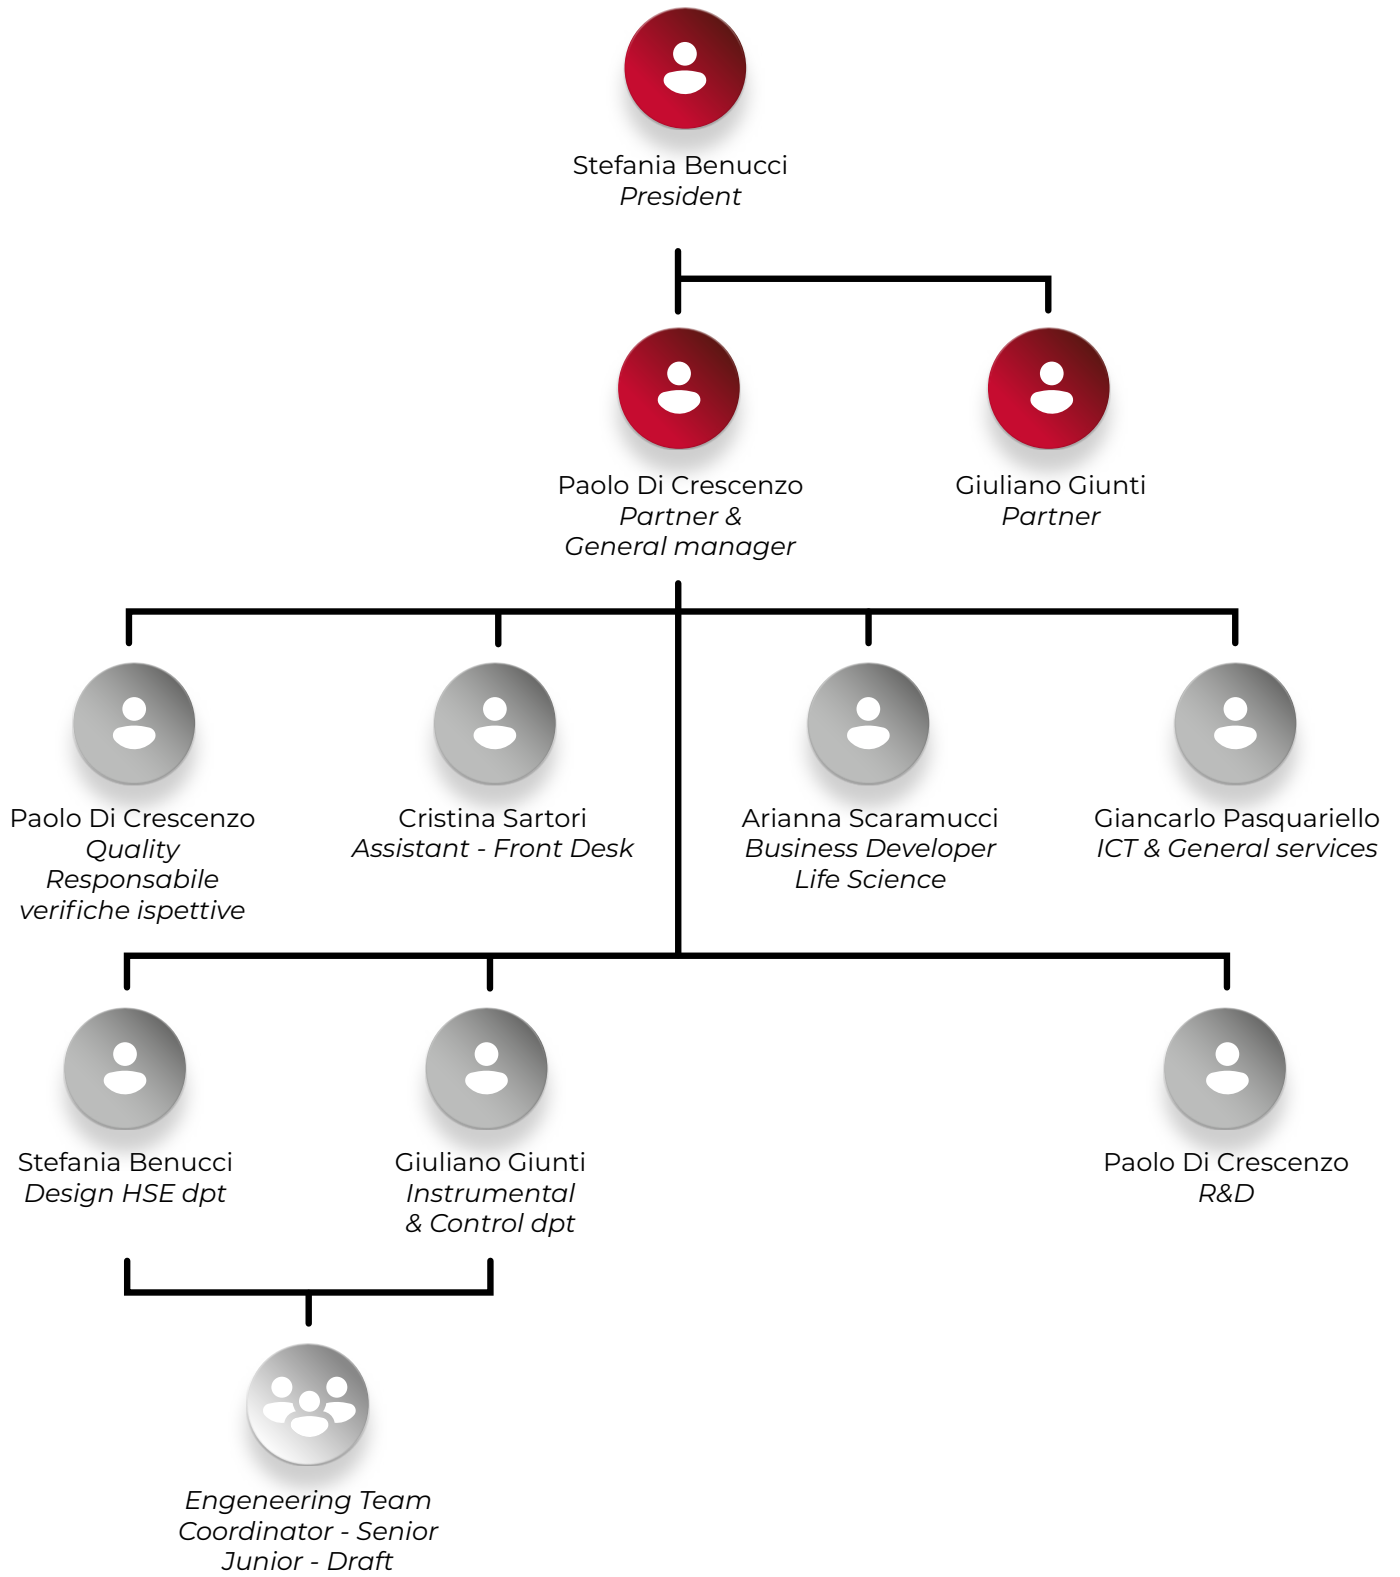 Stefania Benucci
President
Paolo Di Crescenzo
Partner &
General manager
Giuliano Giunti
Partner
Paolo Di Crescenzo
Quality
Responsabile
verifiche ispettive
Cristina Sartori
Assistant - Front Desk
Arianna Scaramucci
Business Developer
Life Science
Giancarlo Pasquariello
ICT & General services
Stefania Benucci
Design HSE dpt
Giuliano Giunti
Instrumental
& Control dpt
Paolo Di Crescenzo
R&D
Engeneering Team
Coordinator - Senior
Junior - Draft